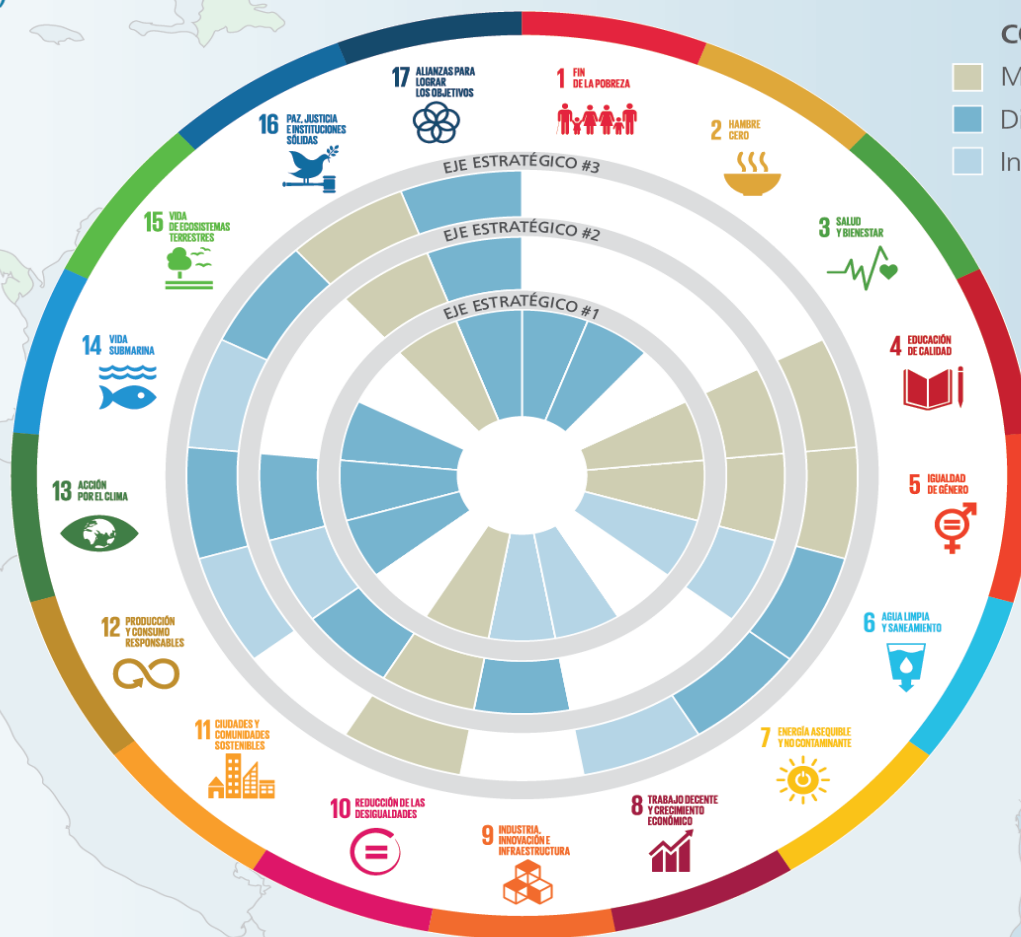 1 FIN
DE LA POBREZA
2 HAMBRE
CERO
3 SALUD
Y BIENESTAR
4 EDUCACIÓN
DE CALIDAD
5 IGUALDAD
DE GÉNERO
6 AGUA LIMPIA
Y SANEAMIENTO
7 ENERGÍA ASEQUIBLE
Y NO CONTAMINANTE
8 TRABAJO DECENTE
Y CRECIMIENTO
ECONÓMICO
9 INDUSTRIA,
INNOVACIÓN E
INFRAESTRUCTURA
10 REDUCCIÓN DE LAS
DESIGUALDADES
11 CIUDADES Y
COMUNIDADES
SOSTENIBLES
12 PRODUCCIÓN
Y CONSUMO
RESPONSABLES
13 ACCIÓN
POR EL CLIMA
14 VIDA
SUBMARINA
15 VIDA
DE ECOSISTEMAS
TERRESTRES
16 PAZ, JUSTICIA
E INSTITUCIONES
SÓLIDAS
17 ALIANZAS PARA
LOGRAR
LOS OBJETIVOS
EJE ESTRATÉGICO #3
EJE ESTRATÉGICO #2
EJE ESTRATÉGICO #1